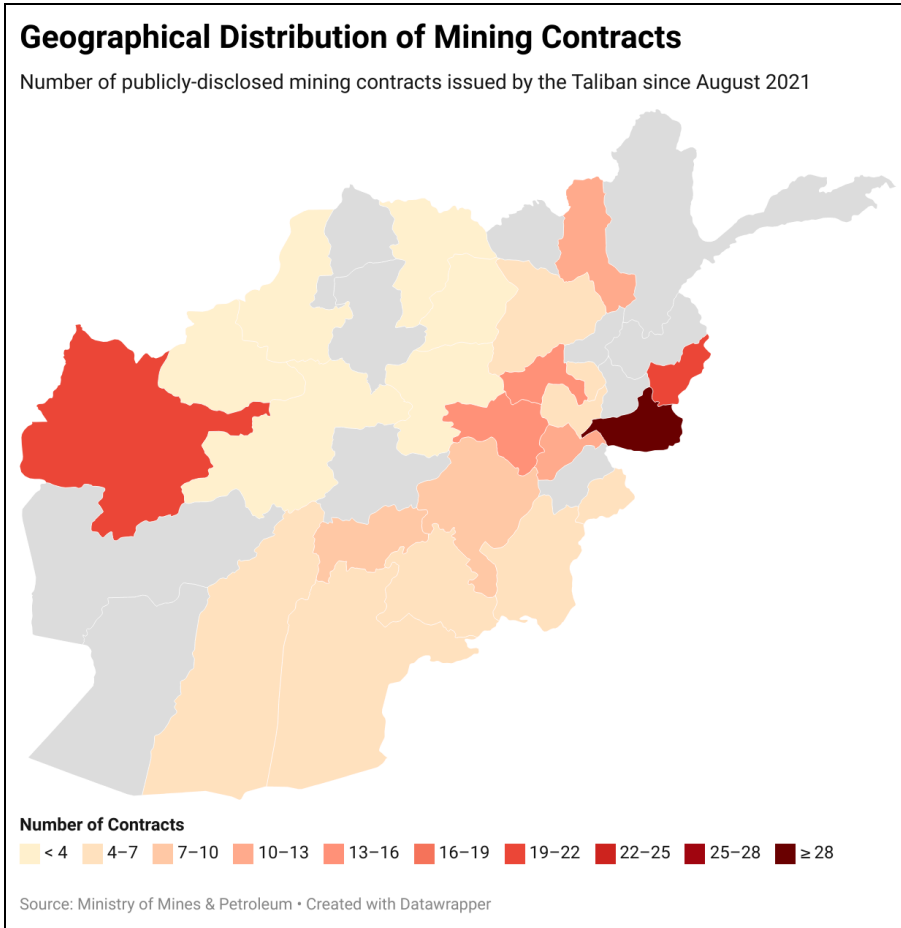 Geographical Distribution of Mining Contracts
Number of publicly-disclosed mining contracts issued by the Taliban since August 2021
Number of Contracts
< 4 4–7 7–10 10–13 13–16 16–19 19–22 22–25 25–28 ≥ 28
Source: Ministry of Mines & Petroleum • Created with Datawrapper